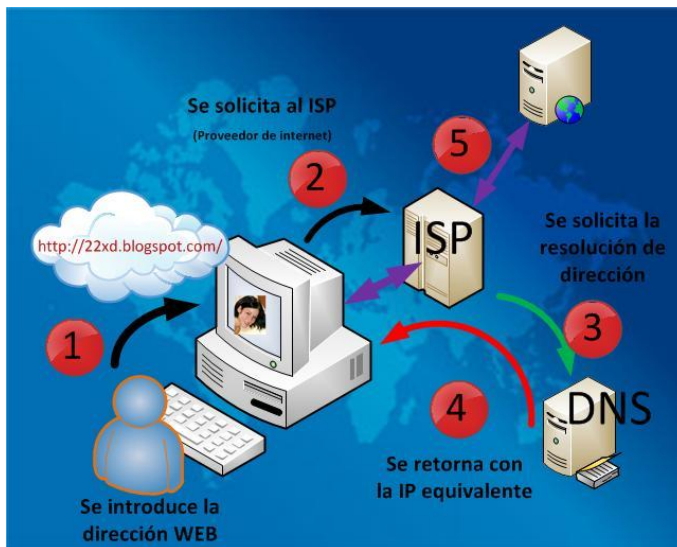 Se solicita al ISP
(Proveedor de internet)
2
5
http://22xd.blogspot.com/
ISP
Se solicita la
resolución de
dirección
1
3
4
DNS
Se retorna con
la IP equivalente
Se introduce la
dirección WEB